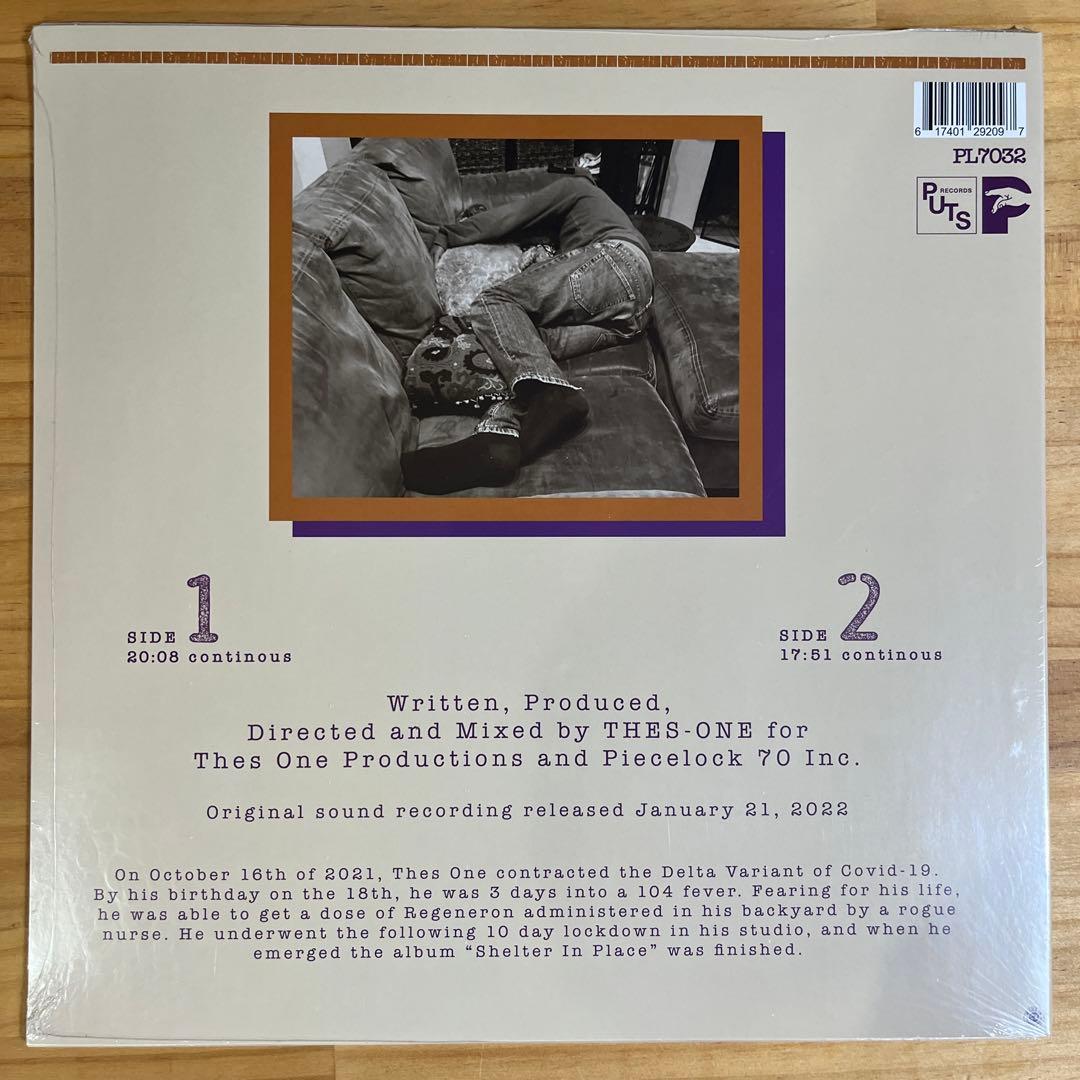 6 17401 29209 7
PL7032
PUTS RECORDS
P
SIDE 1
20:08 continous
SIDE 2
17:51 continous
Written, Produced,
Directed and Mixed by THES-ONE for
Thes One Productions and Piecelock 70 Inc.
Original sound recording released January 21, 2022
On October 16th of 2021, Thes One contracted the Delta Variant of Covid-19.
By his birthday on the 18th, he was 3 days into a 104 fever. Fearing for his life,
he was able to get a dose of Regeneron administered in his backyard by a rogue
nurse. He underwent the following 10 day lockdown in his studio, and when he
emerged the album “Shelter In Place” was finished.